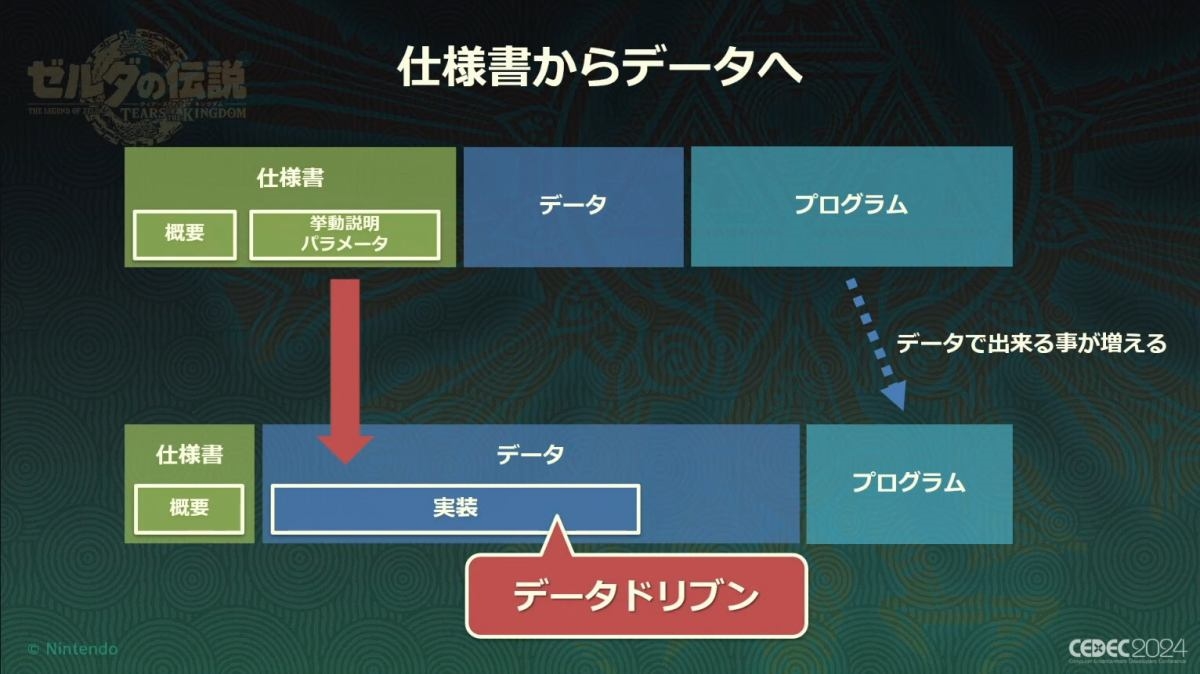 仕様書からデータへ
ゼルダの伝説
TEARS OF THE KINGDOM
仕様書
概要
挙動説明
パラメータ
データ
プログラム
データで出来る事が増える
仕様書
概要
データ
実装
プログラム
データドリブン
© Nintendo
CEDEC2024
Computer Entertainment Developers Conference